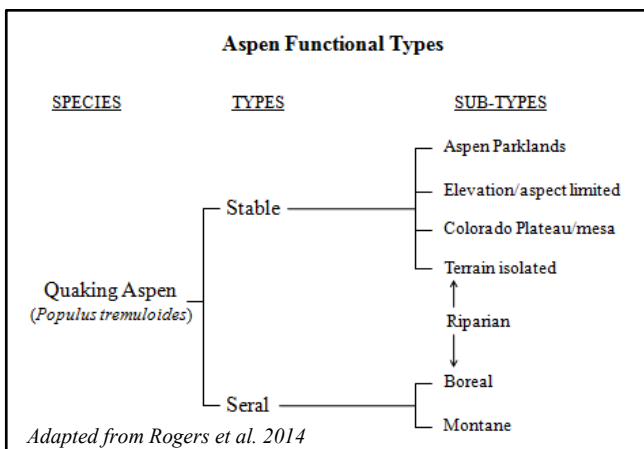 Aspen Functional Types
SPECIES TYPES SUB-TYPES
Aspen Parklands
Elevation/aspect limited
Stable
Colorado Plateau/mesa
Terrain isolated
Quaking Aspen
(Populus tremuloides)
Riparian
Boreal
Seral
Montane
Adapted from Rogers et al. 2014